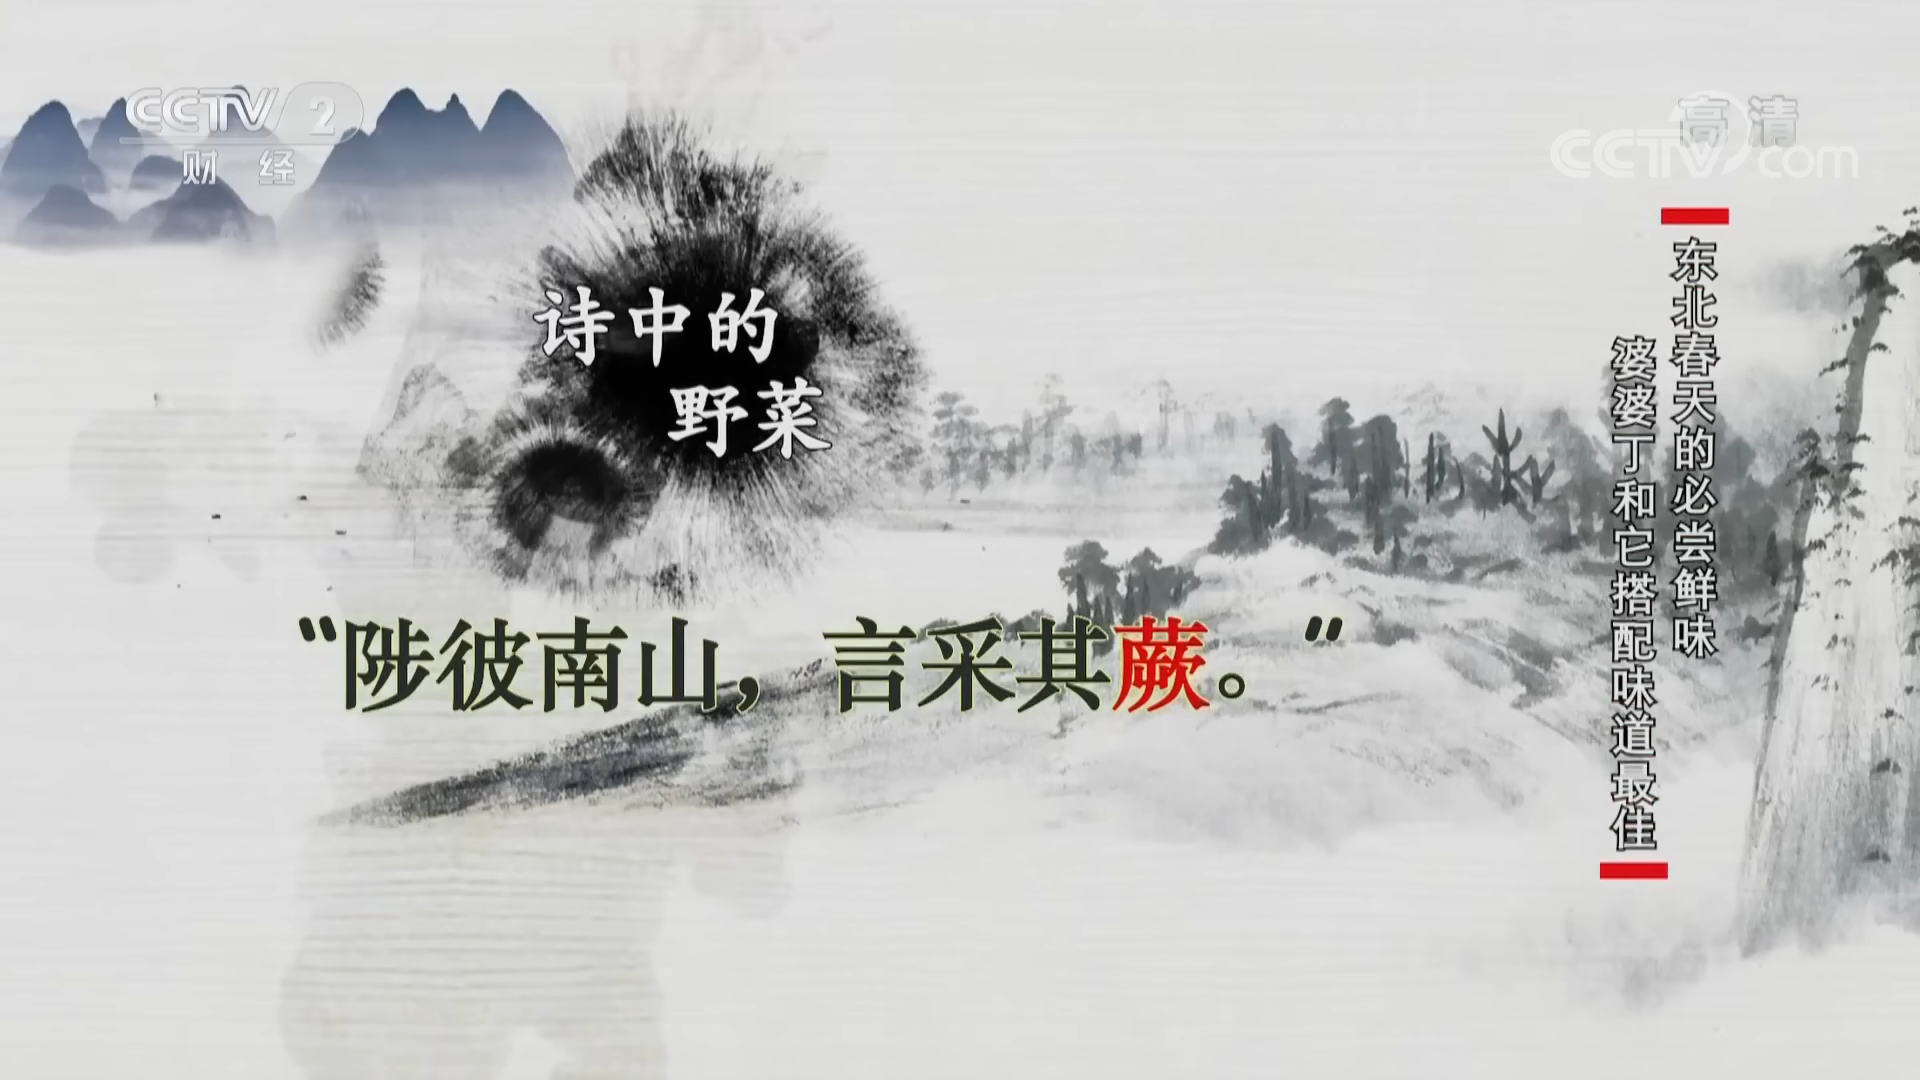 CCTV 2
财 经
高清
CCTV.com
诗中的
野菜
“陟彼南山，言采其蕨。”
东北春天的必尝鲜味
婆婆丁和它搭配味道最佳